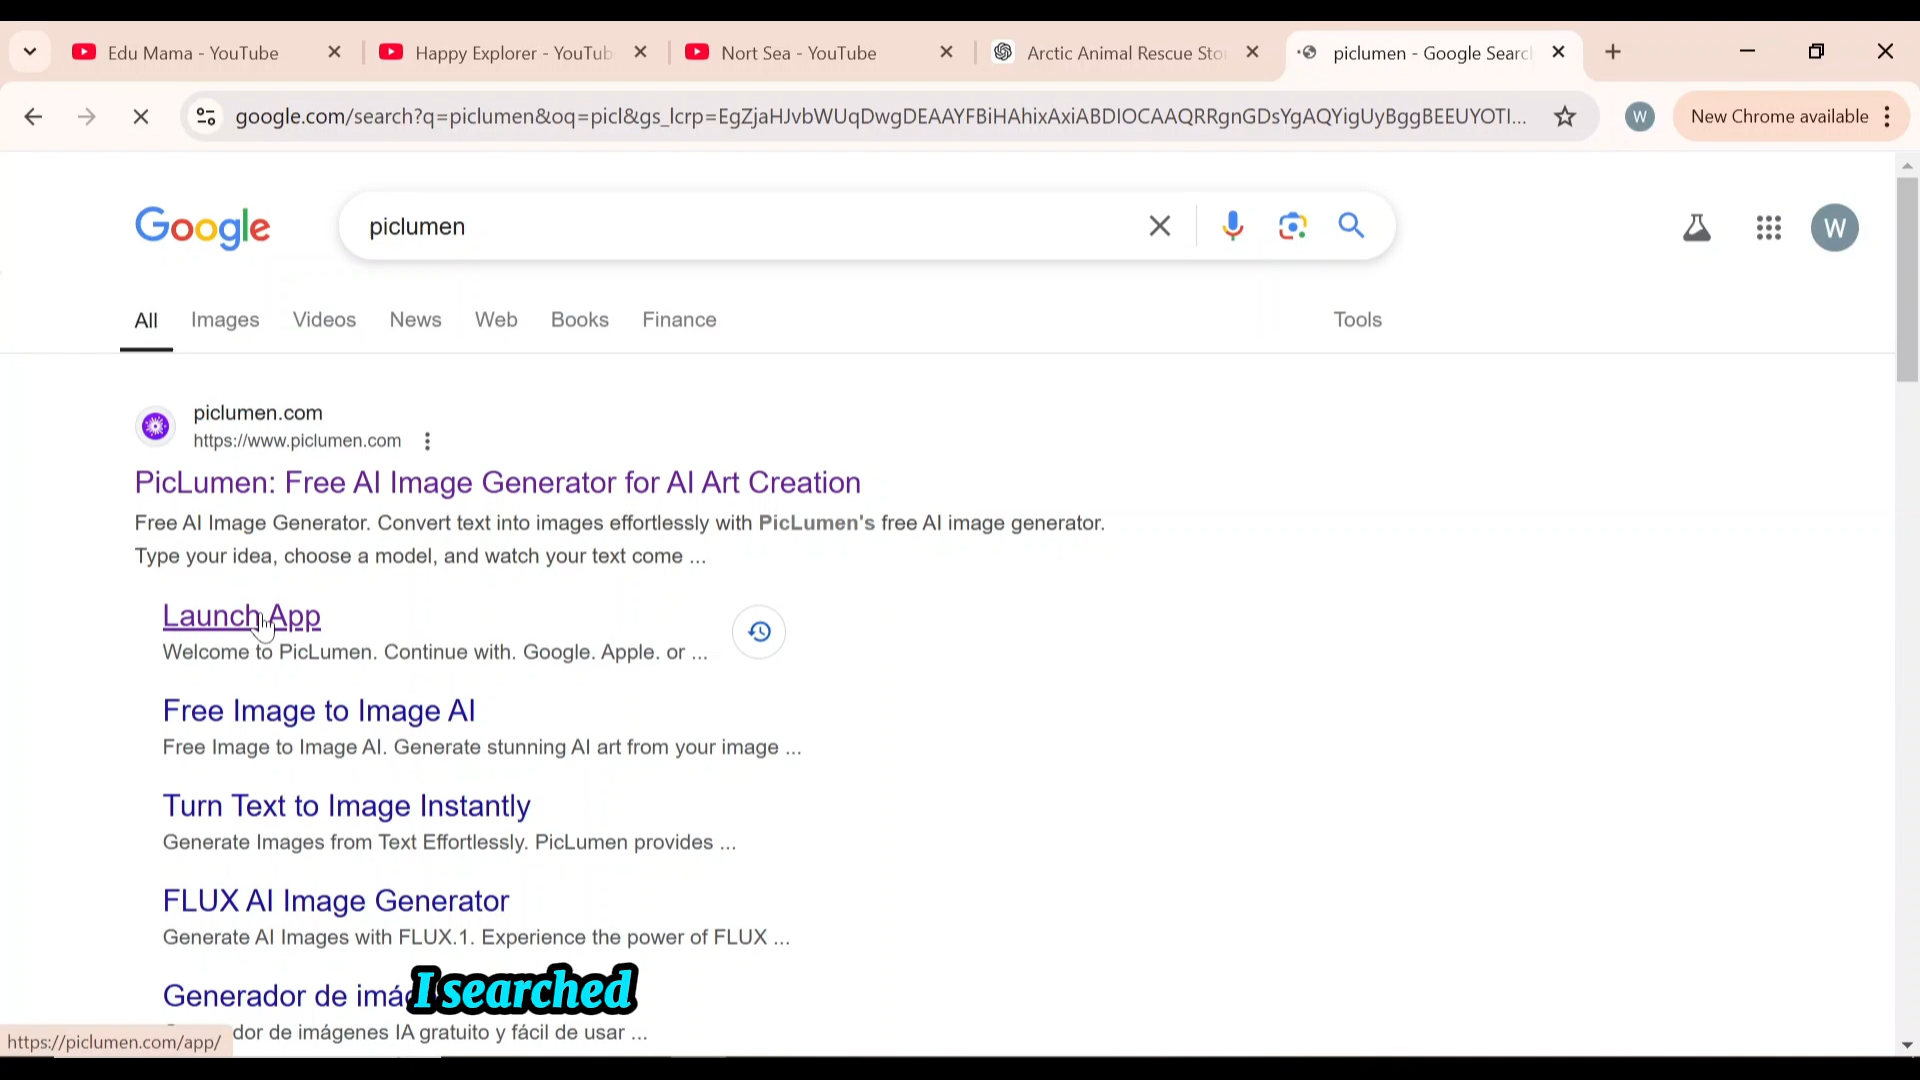 Edu Mama - YouTube
Happy Explorer - YouTub
Nort Sea - YouTube
Arctic Animal Rescue Sto
piclumen - Google Searc
google.com/search?q=piclumen&oq=picl&gs_lcrp=EgZjaHJvbWUqDwgDEAAYFBiHAhixAxiABDIOCAAQRRgnGDsYgAQYigUyBggBEEUYOTI...
W
New Chrome available
Google
piclumen
W
All
Images
Videos
News
Web
Books
Finance
Tools
piclumen.com
https://www.piclumen.com
PicLumen: Free AI Image Generator for AI Art Creation
Free AI Image Generator. Convert text into images effortlessly with PicLumen's free AI image generator.
Type your idea, choose a model, and watch your text come ...
Launch App
Welcome to PicLumen. Continue with. Google. Apple. or ...
Free Image to Image AI
Free Image to Image AI. Generate stunning AI art from your image ...
Turn Text to Image Instantly
Generate Images from Text Effortlessly. PicLumen provides ...
FLUX AI Image Generator
Generate AI Images with FLUX.1. Experience the power of FLUX ...
Generador de imág
I searched
dor de imágenes IA gratuito y fácil de usar ...
https://piclumen.com/app/